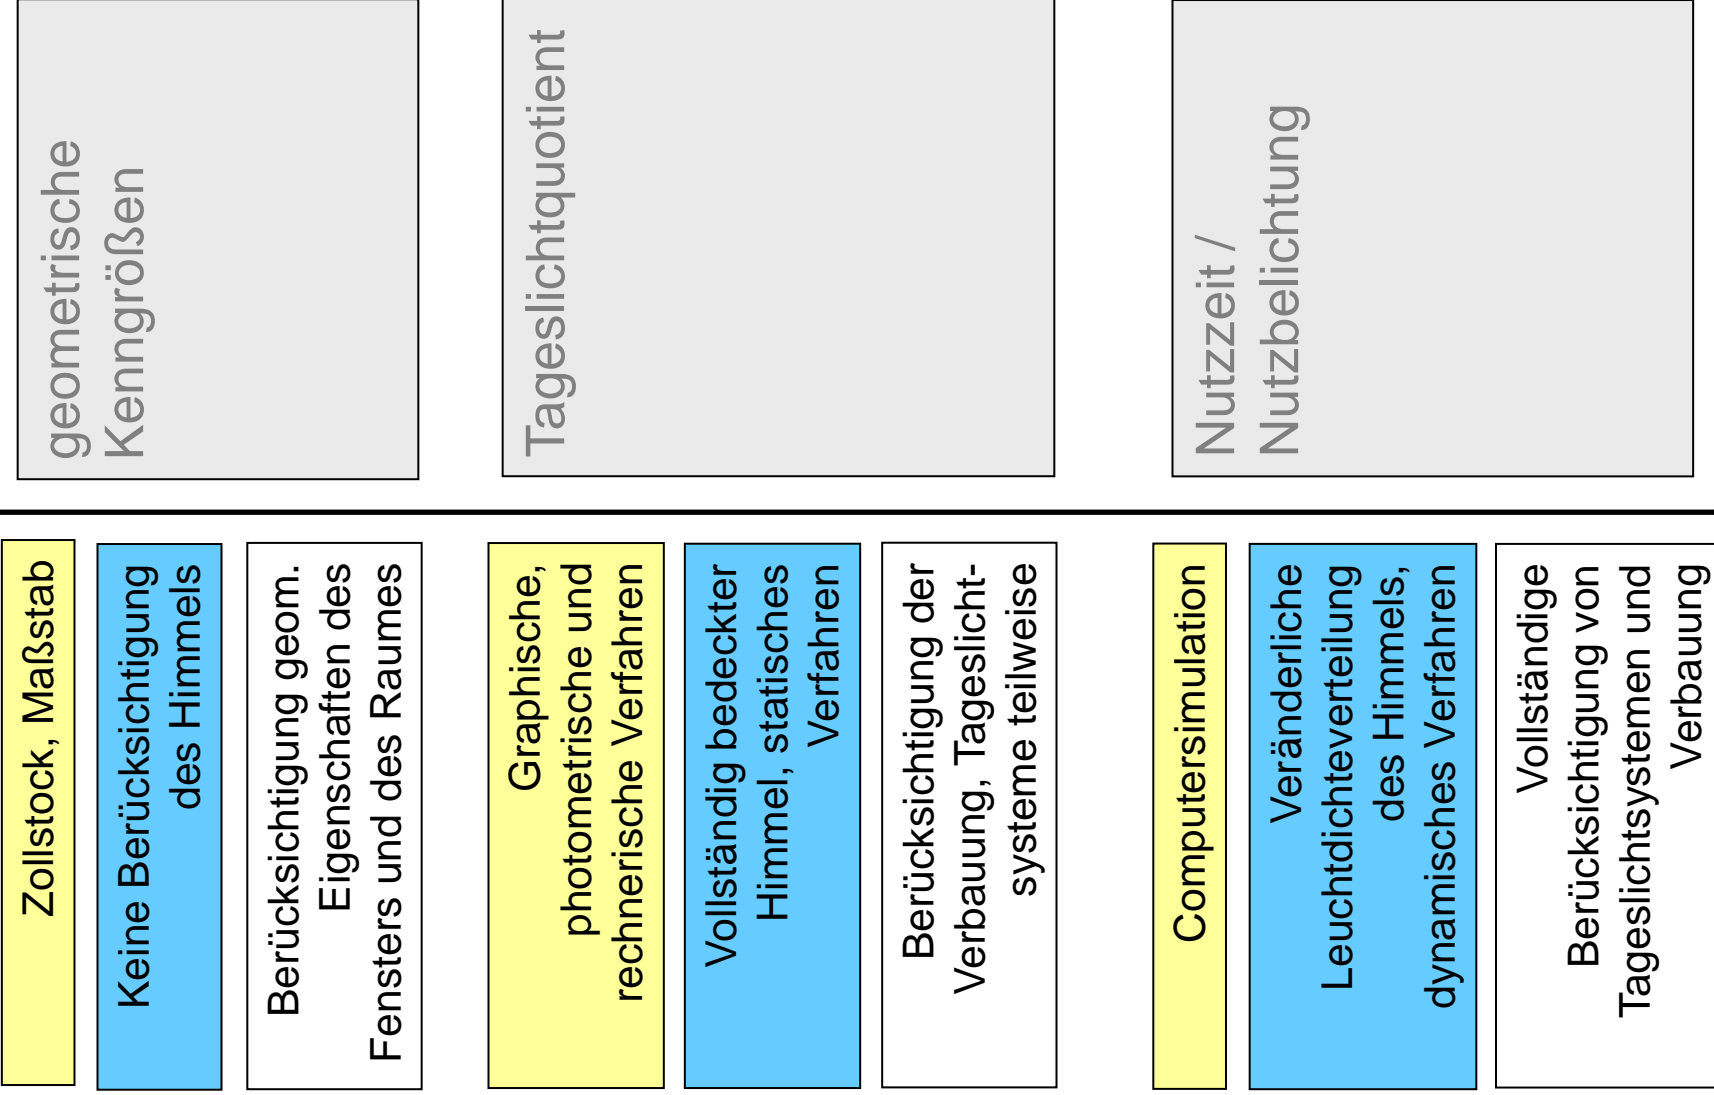 geometrische
Kenngrößen
Zollstock, Maßstab
Keine Berücksichtigung
des Himmels
Berücksichtigung geom.
Eigenschaften des
Fensters und des Raumes
Tageslichtquotient
Graphische,
photometrische und
rechnerische Verfahren
Vollständig bedeckter
Himmel, statisches
Verfahren
Berücksichtigung der
Verbauung, Tageslicht-
systeme teilweise
Nutzzeit /
Nutzbelichtung
Computersimulation
Veränderliche
Leuchtdichteverteilung
des Himmels,
dynamisches Verfahren
Vollständige
Berücksichtigung von
Tageslichtsystemen und
Verbauung